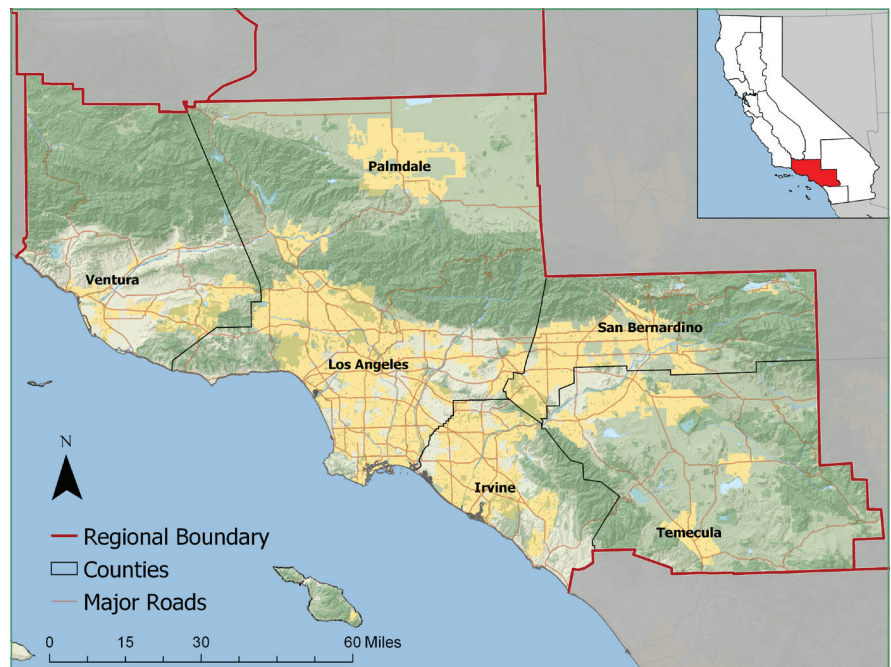 Palmdale
Ventura
San Bernardino
Los Angeles
Irvine
Temecula
N
Regional Boundary
Counties
Major Roads
0 15 30 60 Miles